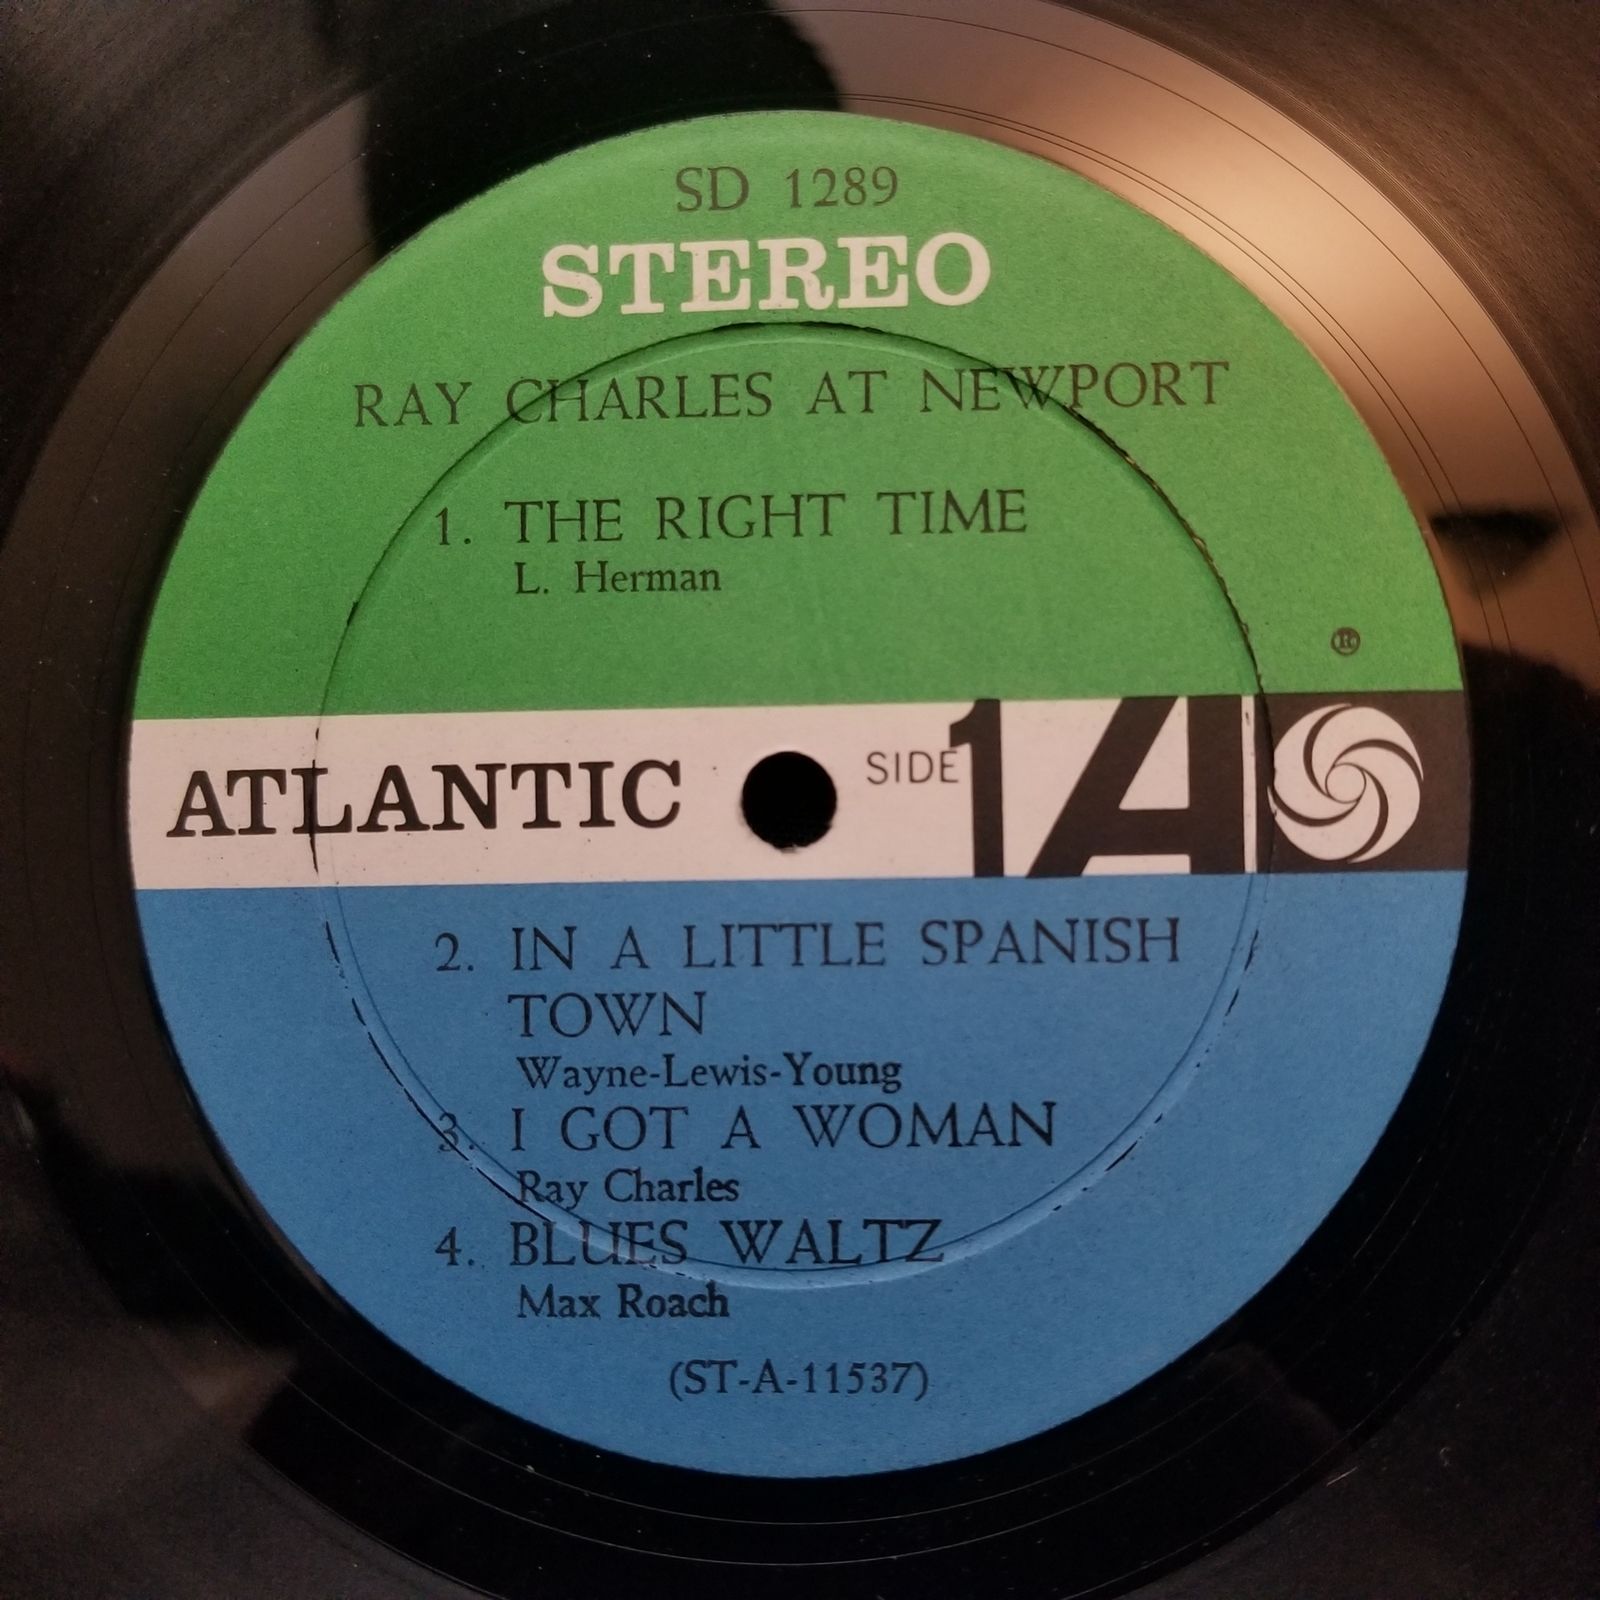 SD 1289
STEREO
RAY CHARLES AT NEWPORT
1. THE RIGHT TIME
L. Herman
®
ATLANTIC SIDE 1 A
2. IN A LITTLE SPANISH
TOWN
Wayne-Lewis-Young
3. I GOT A WOMAN
Ray Charles
4. BLUES WALTZ
Max Roach
(ST-A-11537)